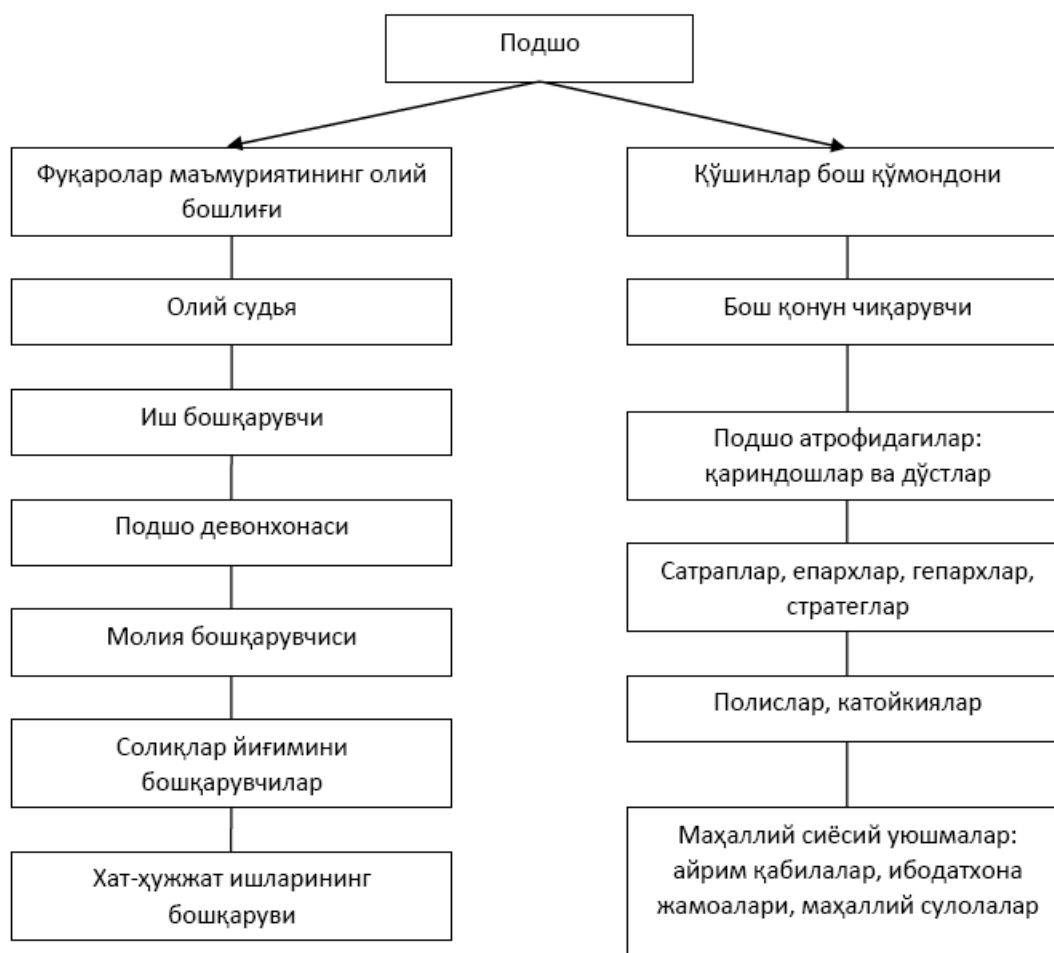 Подшо
Фуқаролар маъмуриятининг олий
бошлиғи
Олий судья
Иш бошқарувчи
Подшо девонхонаси
Молия бошқарувчиси
Солиқлар йиғимини
бошқарувчилар
Хат-ҳужжат ишларининг
бошқаруви
Қўшинлар бош қўмондони
Бош қонун чиқарувчи
Подшо атрофидагилар:
қариндошлар ва дўстлар
Сатраплар, епархлар, гепархлар,
стратеглар
Полислар, катойкиялар
Маҳаллий сиёсий уюшмалар:
айрим қабилалар, ибодатхона
жамоалари, маҳаллий сулолалар